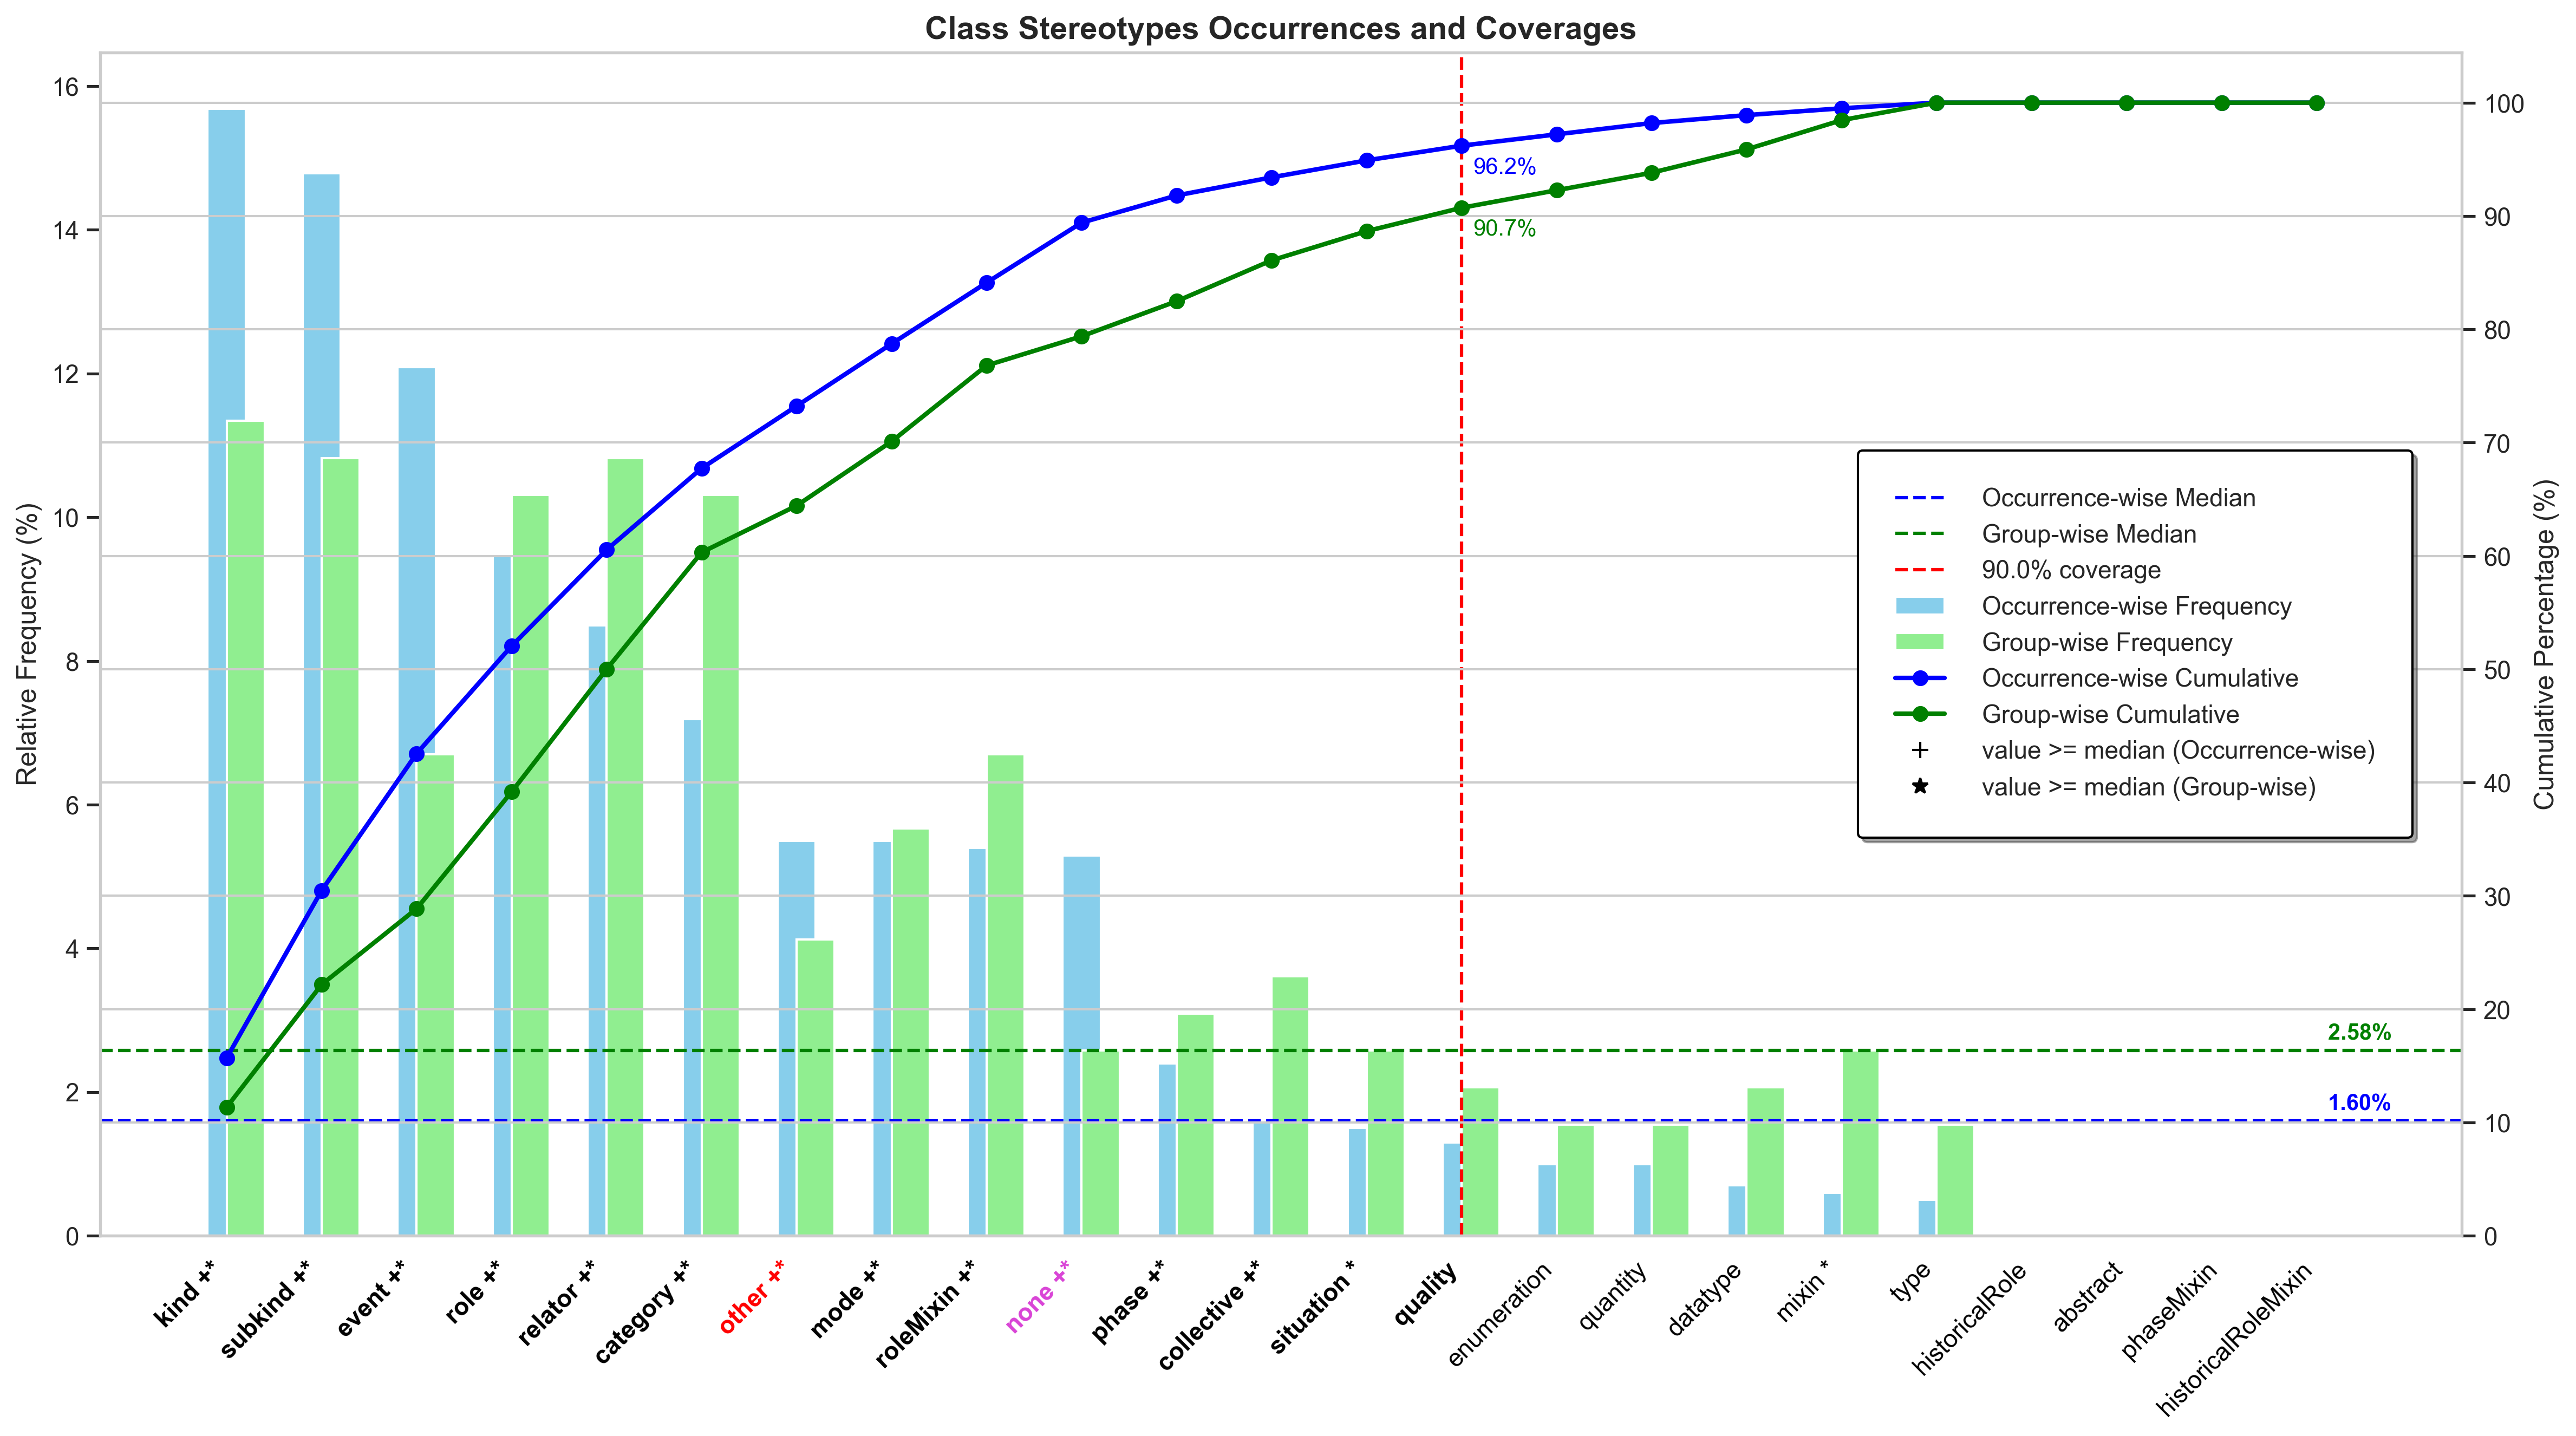 Class Stereotypes Occurrences and Coverages
Relative Frequency (%)
16
14
12
10
8
6
4
2
0
96.2%
90.7%
2.58%
1.60%
Occurrence-wise Median
Group-wise Median
90.0% coverage
Occurrence-wise Frequency
Group-wise Frequency
Occurrence-wise Cumulative
Group-wise Cumulative
value >= median (Occurrence-wise)
value >= median (Group-wise)
100
90
80
70
60
50
40
30
20
10
0
Cumulative Percentage (%)
kind +*
subkind +*
event +*
role +*
relator +*
category +*
other +*
mode +*
roleMixin +*
none +*
phase +*
collective +*
situation *
quality
enumeration
quantity
datatype
mixin *
type
historicalRole
abstract
phaseMixin
historicalRoleMixin